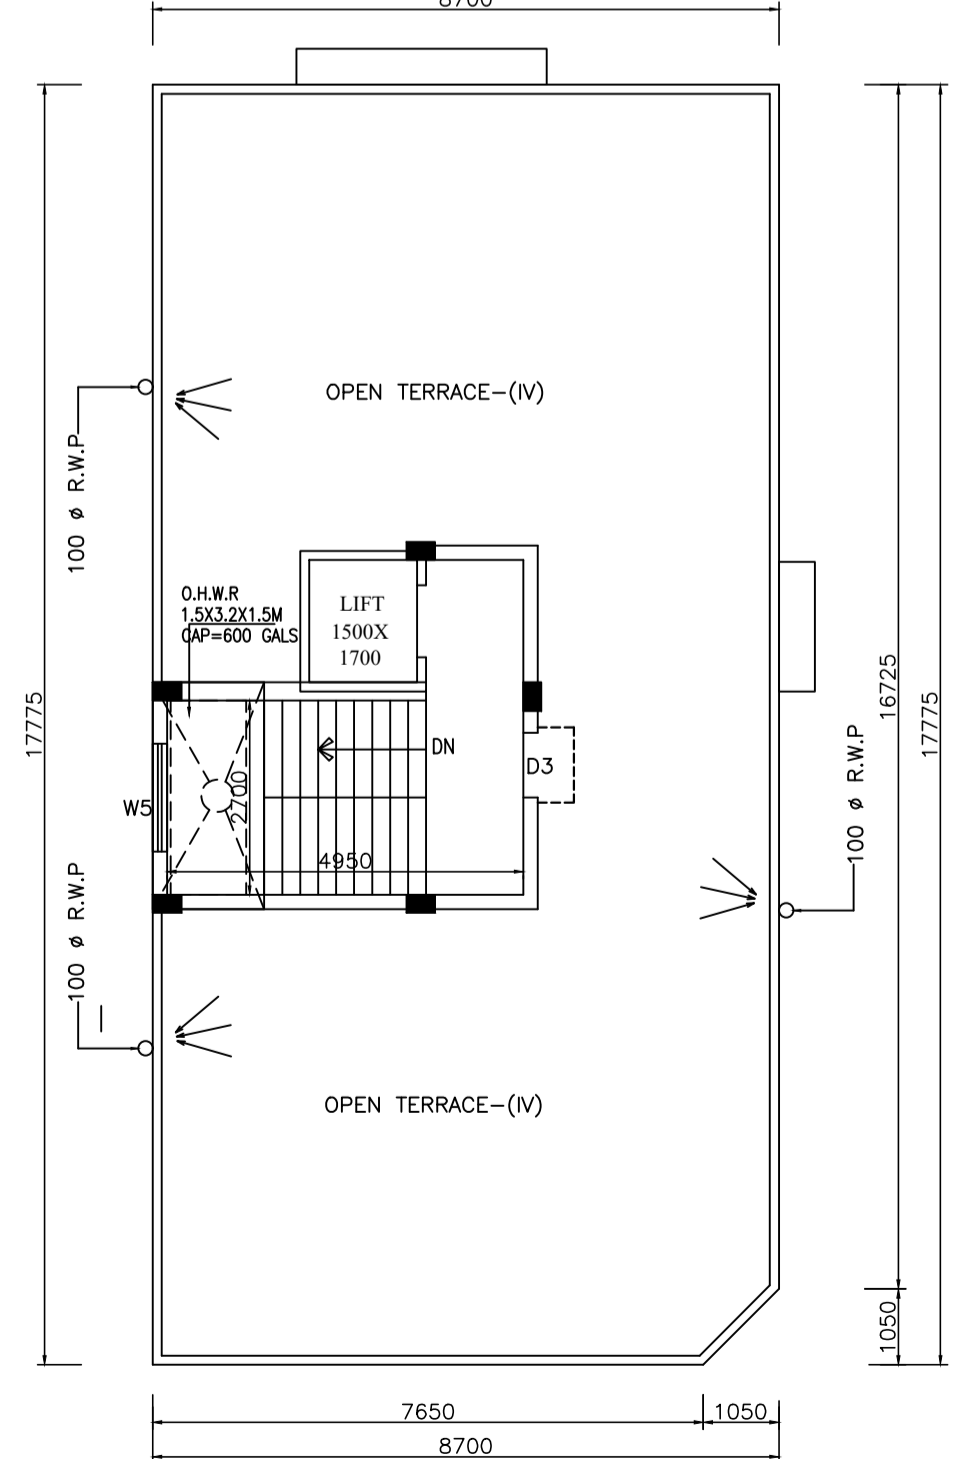 8700
OPEN TERRACE-(IV)
100 ø R.W.P
O.H.W.R
1.5X3.2X1.5M
CAP=600 GALS
LIFT
1500X
1700
17775
16725
17775
DN
D3
2700
W5
4950
100 ø R.W.P
100 ø R.W.P
OPEN TERRACE-(IV)
1050
7650
1050
8700